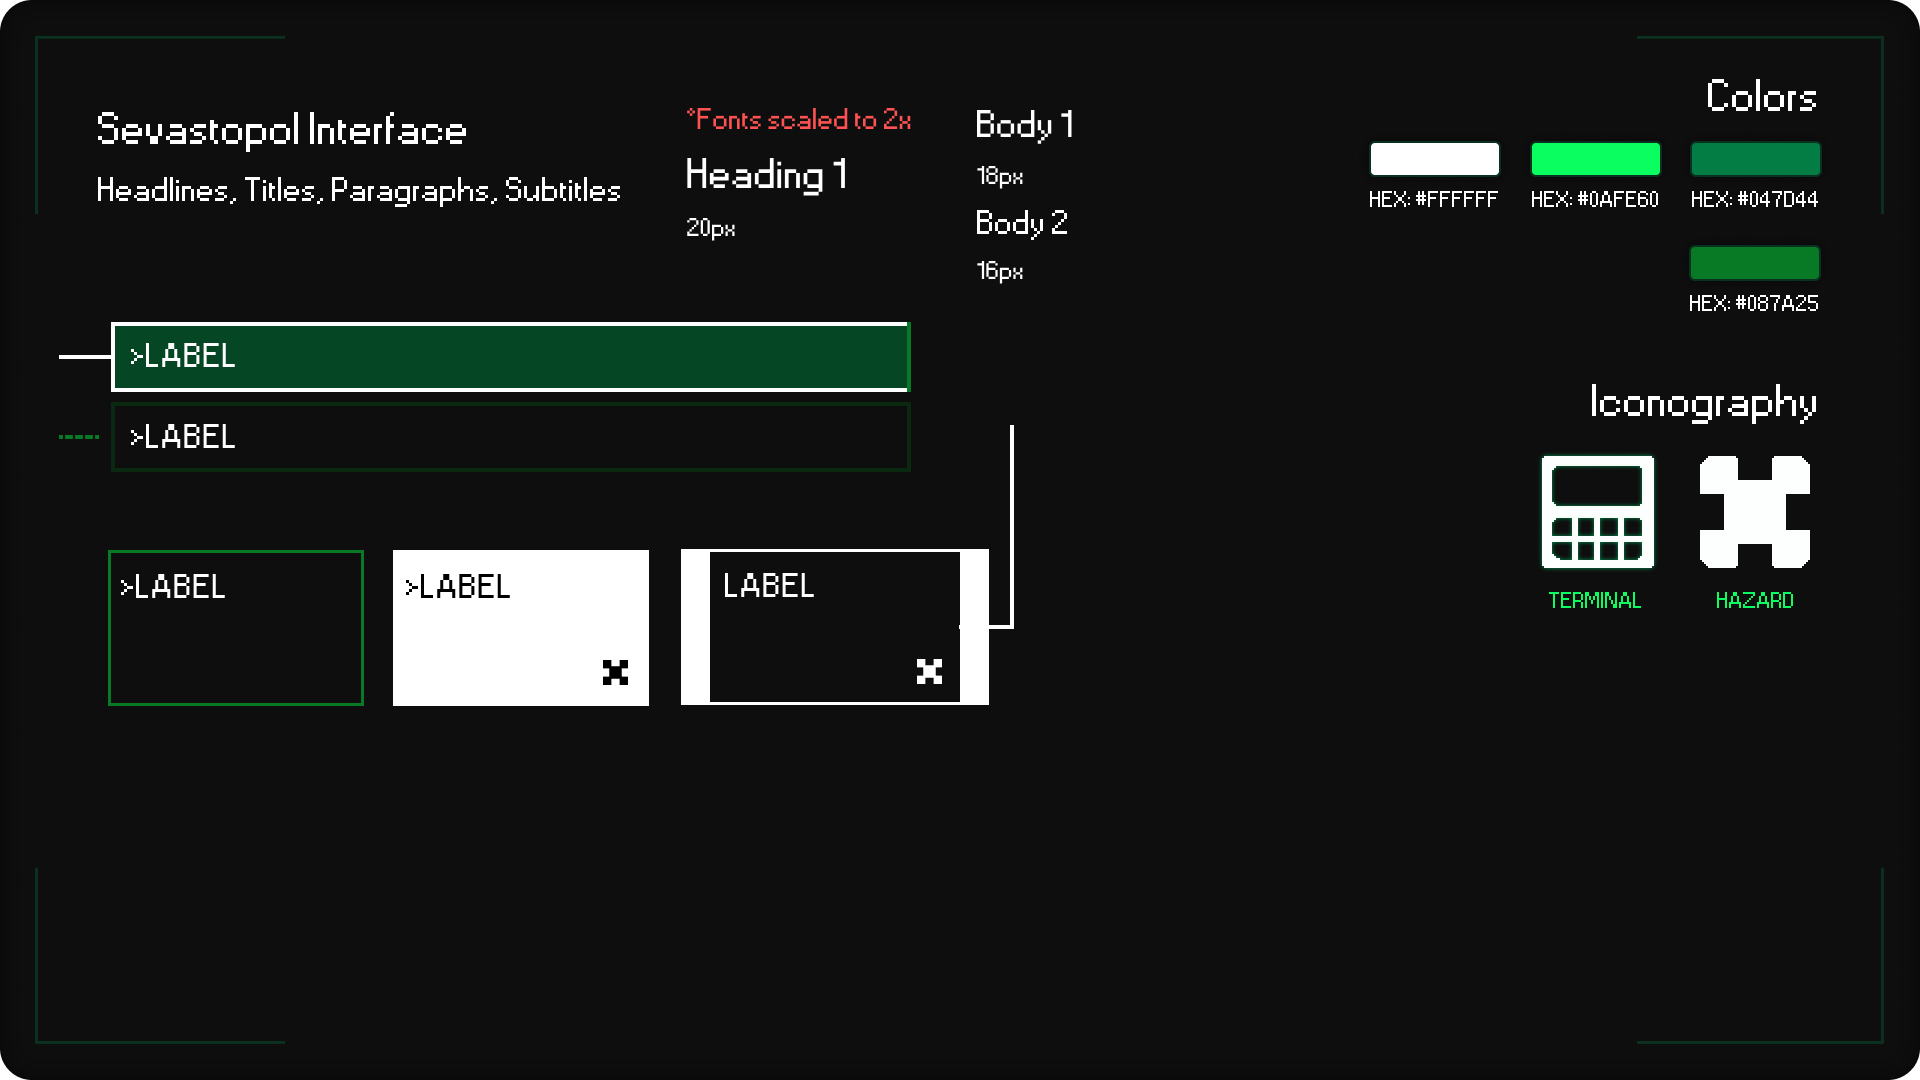 Sevastopol Interface
Headlines, Titles, Paragraphs, Subtitles
*Fonts scaled to 2x
Heading 1
20px
Body 1
18px
Body 2
16px
Colors
HEX: #FFFFFF
HEX: #0AFE60
HEX: #047D44
HEX: #087A25
>LABEL
>LABEL
>LABEL
>LABEL
LABEL
Iconography
TERMINAL
HAZARD